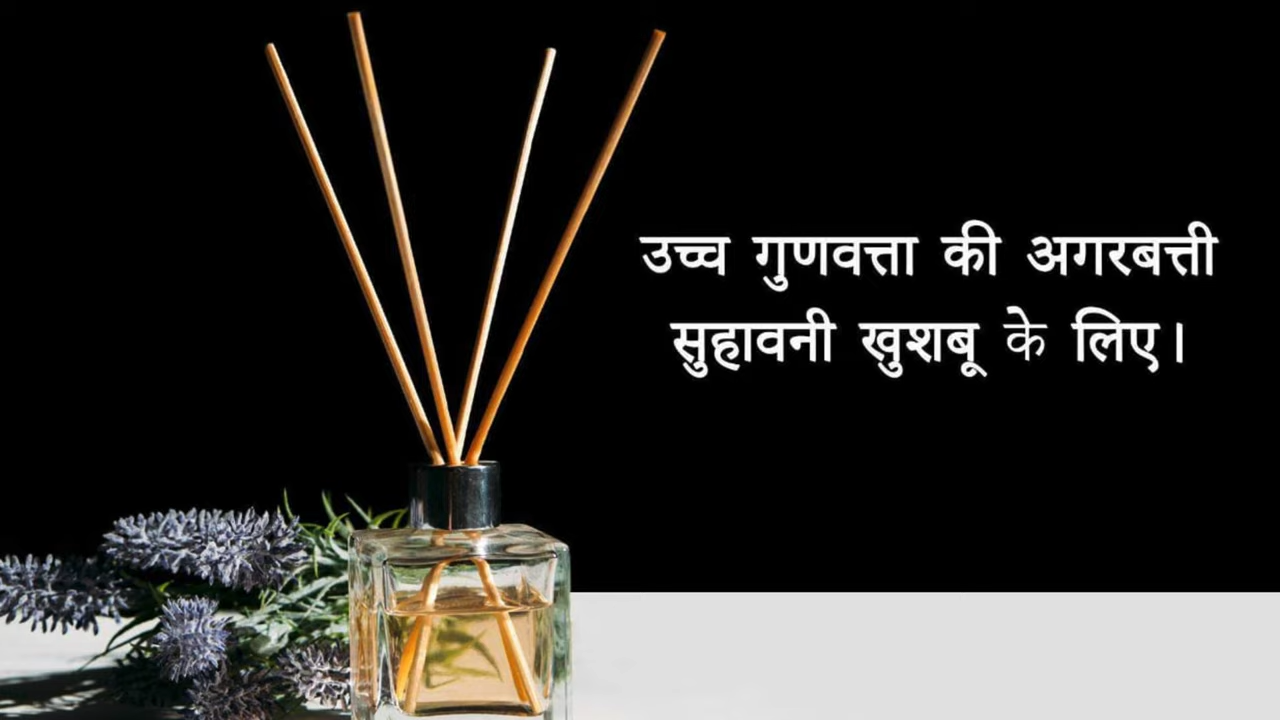 उच्च गुणवत्ता की अगरबत्ती
सुहावनी खुशबू के लिए।